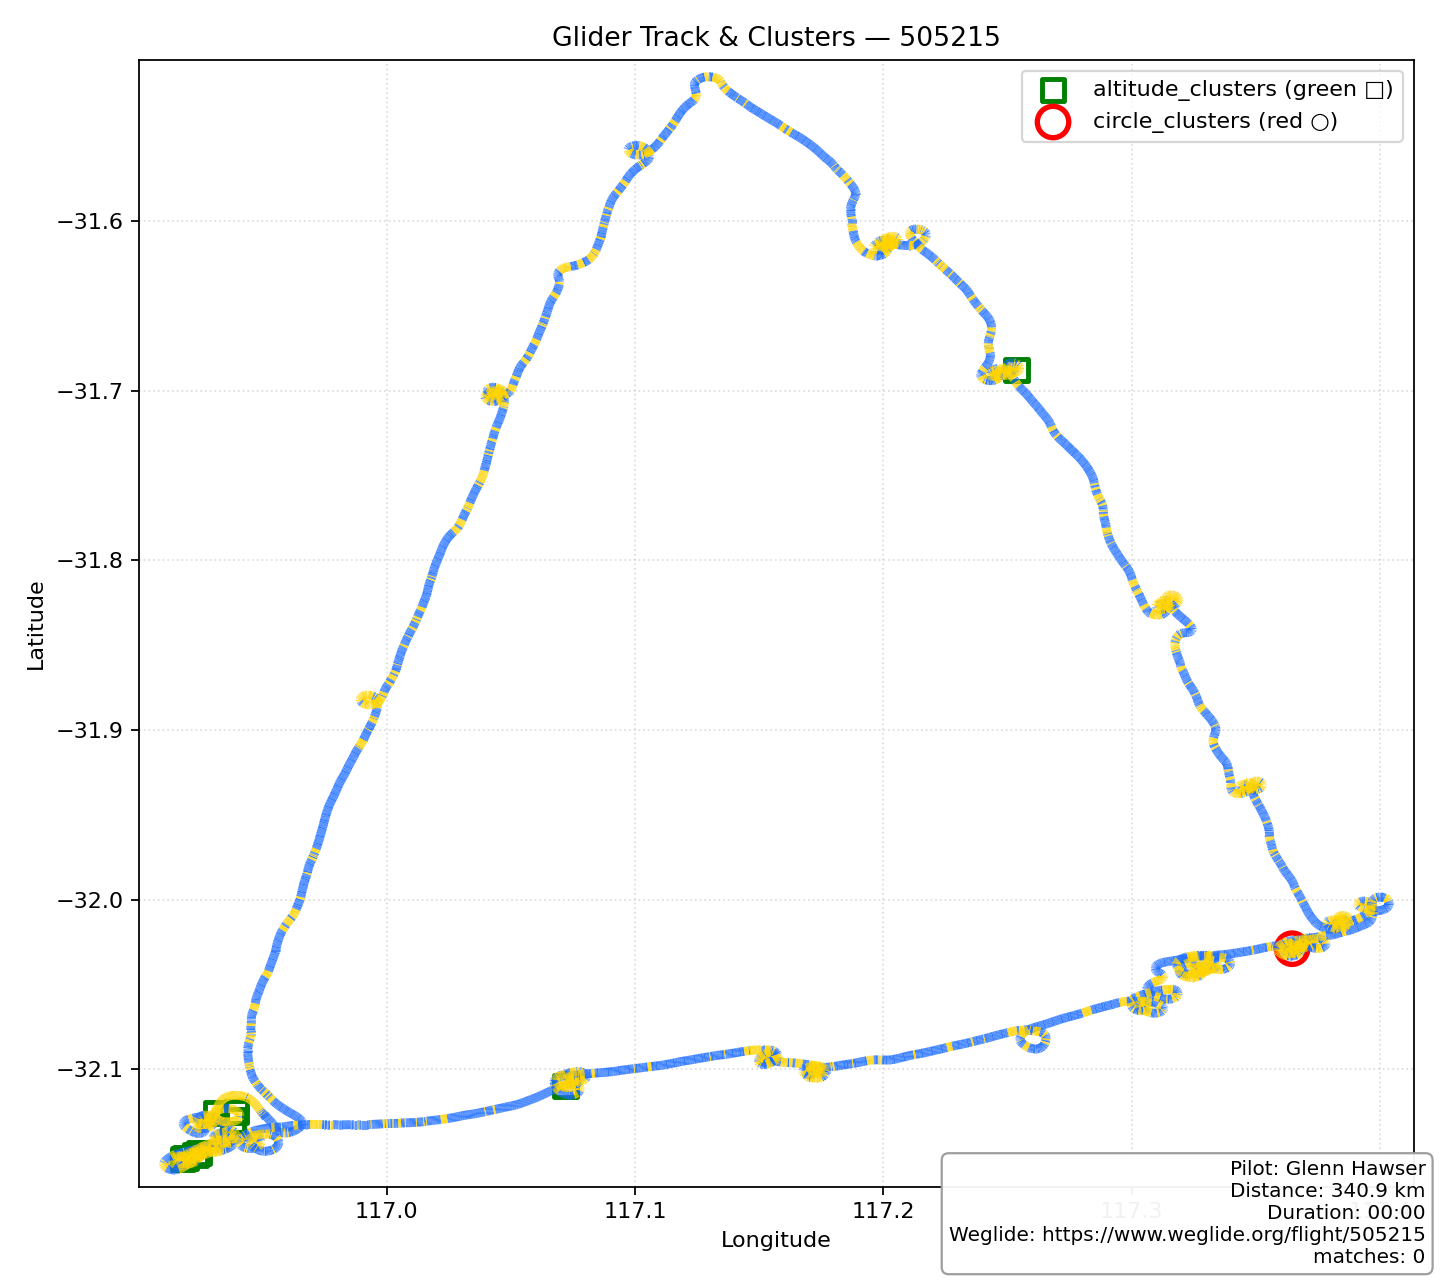 Glider Track & Clusters — 505215
altitude_clusters (green □)
circle_clusters (red ○)
Latitude
−31.6
−31.7
−31.8
−31.9
−32.0
−32.1
117.0
117.1
117.2
117.3
Longitude
Pilot: Glenn Hawser
Distance: 340.9 km
Duration: 00:00
Weglide: https://www.weglide.org/flight/505215
matches: 0